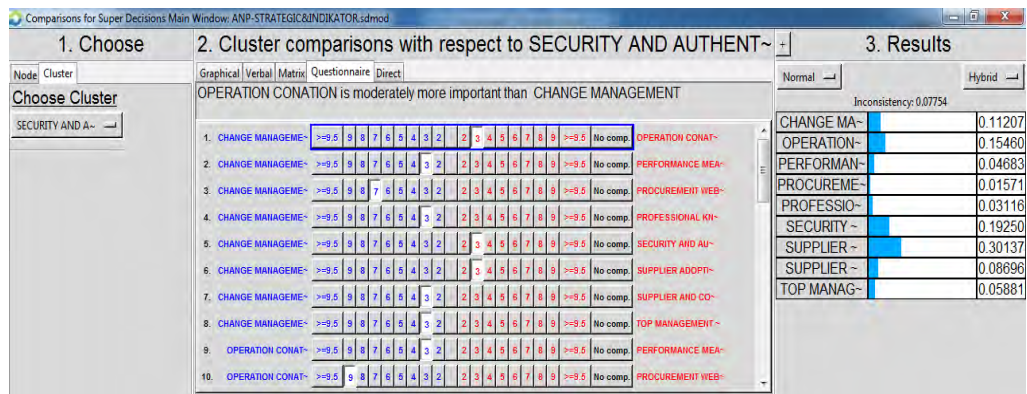 Comparisons for Super Decisions Main Window: ANP-STRATEGIC&INDIKATOR.sdmod
1. Choose
Node Cluster
Choose Cluster
SECURITY AND A~
2. Cluster comparisons with respect to SECURITY AND AUTHENT~
Graphical Verbal Matrix Questionnaire Direct
OPERATION CONATION is moderately more important than CHANGE MANAGEMENT
1. CHANGE MANAGEME~ >=9.5 9 8 7 6 5 4 3 2 2 3 4 5 6 7 8 9 >=9.5 No comp. OPERATION CONAT~
2. CHANGE MANAGEME~ >=9.5 9 8 7 6 5 4 3 2 2 3 4 5 6 7 8 9 >=9.5 No comp. PERFORMANCE MEA~
3. CHANGE MANAGEME~ >=9.5 9 8 7 6 5 4 3 2 2 3 4 5 6 7 8 9 >=9.5 No comp. PROCUREMENT WEB~
4. CHANGE MANAGEME~ >=9.5 9 8 7 6 5 4 3 2 2 3 4 5 6 7 8 9 >=9.5 No comp. PROFESSIONAL KN~
5. CHANGE MANAGEME~ >=9.5 9 8 7 6 5 4 3 2 2 3 4 5 6 7 8 9 >=9.5 No comp. SECURITY AND AU~
6. CHANGE MANAGEME~ >=9.5 9 8 7 6 5 4 3 2 2 3 4 5 6 7 8 9 >=9.5 No comp. SUPPLIER ADOPTI~
7. CHANGE MANAGEME~ >=9.5 9 8 7 6 5 4 3 2 2 3 4 5 6 7 8 9 >=9.5 No comp. SUPPLIER AND CO~
8. CHANGE MANAGEME~ >=9.5 9 8 7 6 5 4 3 2 2 3 4 5 6 7 8 9 >=9.5 No comp. TOP MANAGEMENT ~
9. OPERATION CONAT~ >=9.5 9 8 7 6 5 4 3 2 2 3 4 5 6 7 8 9 >=9.5 No comp. PERFORMANCE MEA~
10. OPERATION CONAT~ >=9.5 9 8 7 6 5 4 3 2 2 3 4 5 6 7 8 9 >=9.5 No comp. PROCUREMENT WEB~
+ 3. Results
Normal Hybrid
Inconsistency: 0.07754
CHANGE MA~ 0.11207
OPERATION~ 0.15460
PERFORMAN~ 0.04683
PROCUREME~ 0.01571
PROFESSIO~ 0.03116
SECURITY ~ 0.19250
SUPPLIER ~ 0.30137
SUPPLIER ~ 0.08696
TOP MANAG~ 0.05881